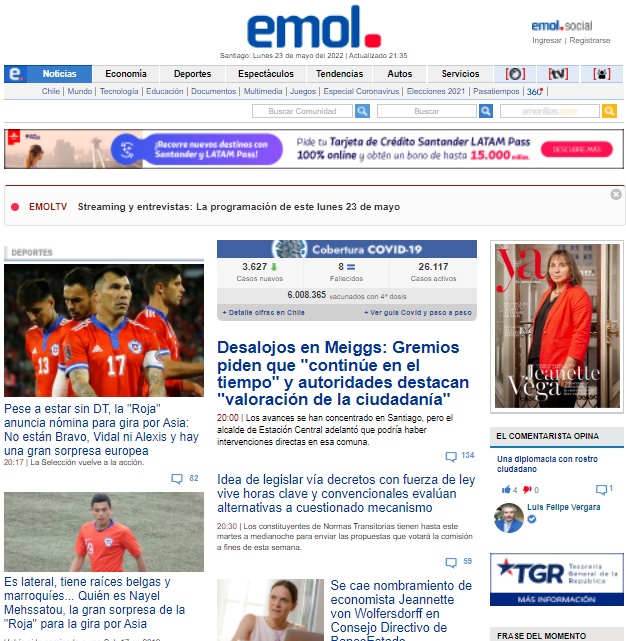 emol.
emol.social
Ingresar | Registrarse
Santiago: Lunes 23 de mayo del 2022 | Actualizado 21:35
e. Noticias Economía Deportes Espectáculos Tendencias Autos Servicios [tv]
Chile | Mundo | Tecnología | Educación | Documentos | Multimedia | Juegos | Especial Coronavirus | Elecciones 2021 | Pasatiempos | 360°
Buscar Comunidad Buscar amarillas.com
¡Recorre nuevos destinos con
Santander y LATAM Pass!
Pide tu Tarjeta de Crédito Santander LATAM Pass
100% online y obtén un bono de hasta 15.000 millas.
DESCUBRE MÁS
EMOLTV Streaming y entrevistas: La programación de este lunes 23 de mayo
DEPORTES
13
17
Pese a estar sin DT, la "Roja"
anuncia nómina para gira por Asia:
No están Bravo, Vidal ni Alexis y hay
una gran sorpresa europea
20:17 | La Selección vuelve a la acción.
82
Es lateral, tiene raíces belgas y
marroquíes... Quién es Nayel
Mehssatou, la gran sorpresa de la
"Roja" para la gira por Asia
Cobertura COVID-19
3.627 8 = 26.117
Casos nuevos Fallecidos Casos activos
6.008.365 vacunados con 4ª dosis
+ Detalle cifras en Chile + Ver guía Covid y paso a paso
Desalojos en Meiggs: Gremios
piden que "continúe en el
tiempo" y autoridades destacan
"valoración de la ciudadanía"
20:00 | Los avances se han concentrado en Santiago, pero el
alcalde de Estación Central adelantó que podría haber
intervenciones directas en esa comuna.
134
Idea de legislar vía decretos con fuerza de ley
vive horas clave y convencionales evalúan
alternativas a cuestionado mecanismo
20:30 | Los constituyentes de Normas Transitorias tienen hasta este
martes a medianoche para enviar las propuestas que votará la comisión
a fines de esta semana.
59
Se cae nombramiento de
economista Jeannette
von Wolfersdorff en
Consejo Directivo de
BancoEstado
ya
Jeannette
Vega
EL COMENTARISTA OPINA
Una diplomacia con rostro
ciudadano
4 0 1
Luis Felipe Vergara
TGR Tesorería
General de la
República
MÁS INFORMACIÓN
FRASE DEL MOMENTO